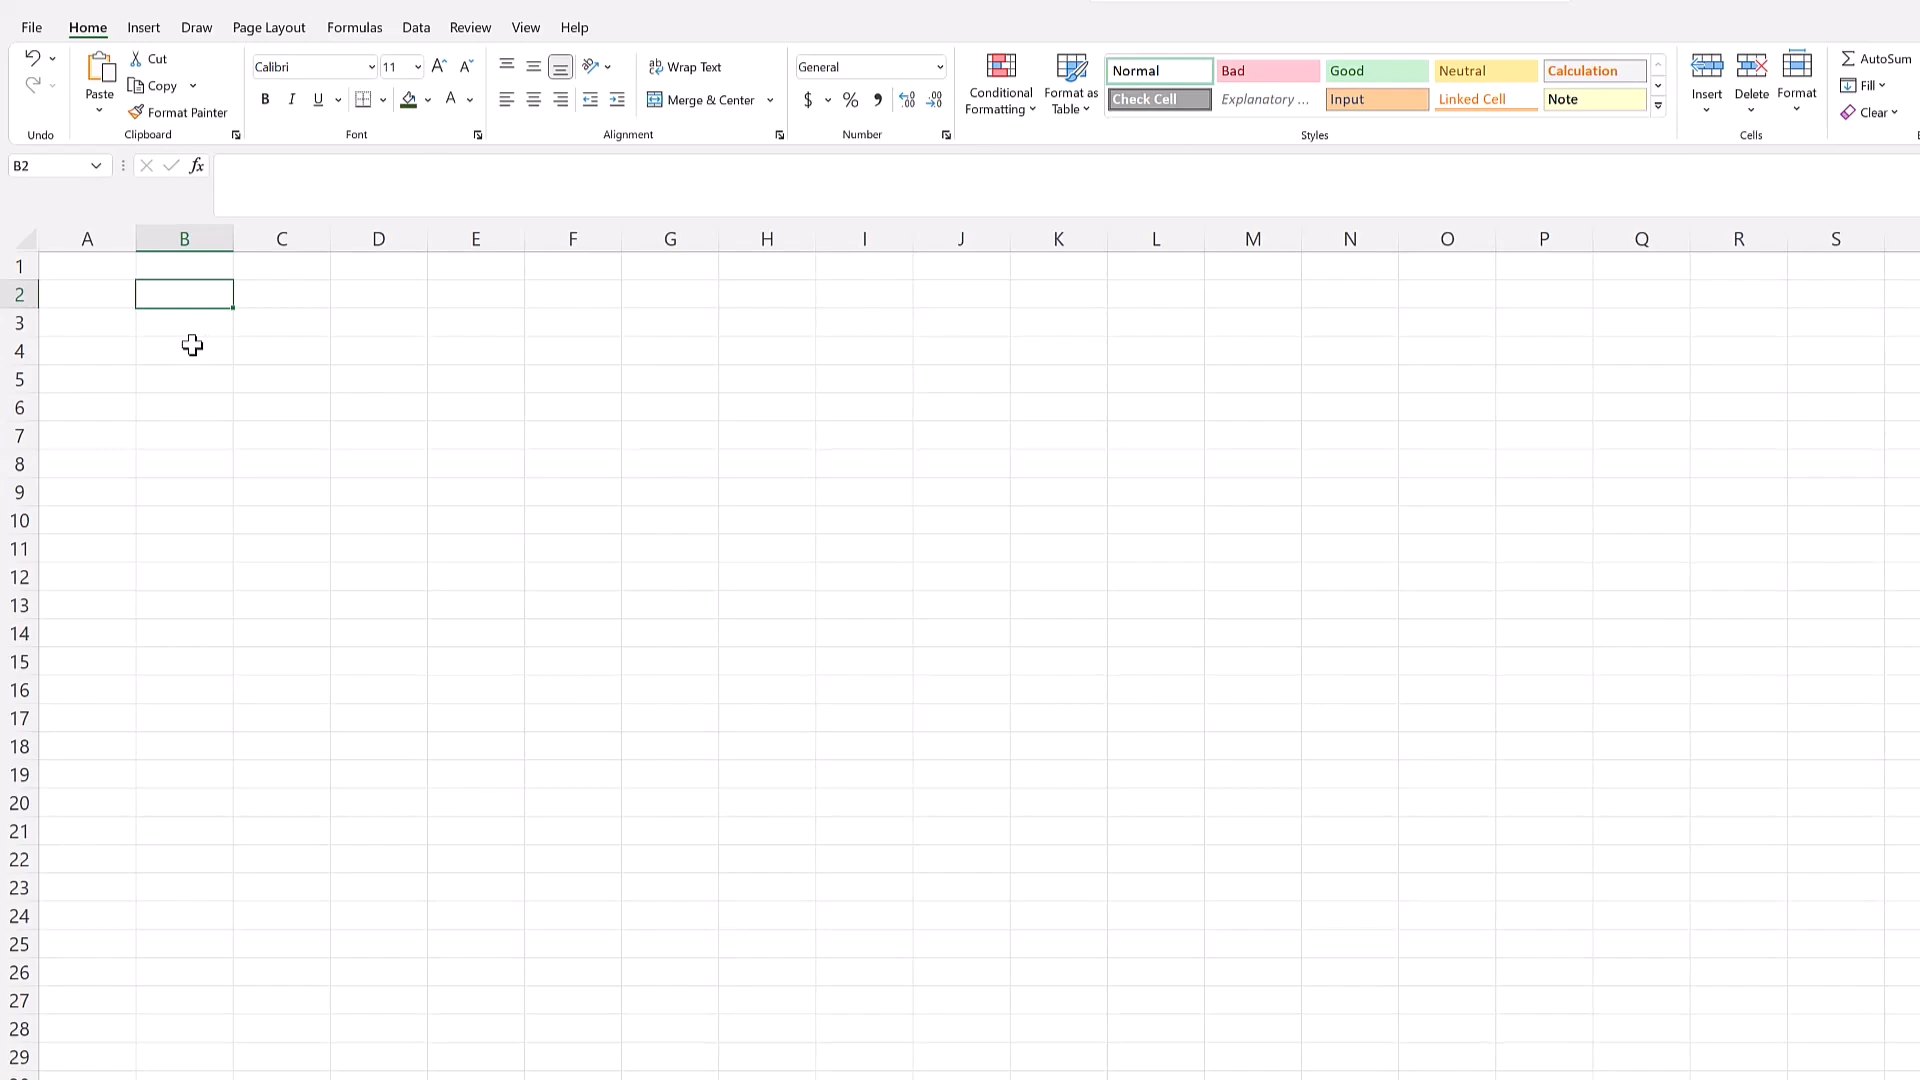 File Home Insert Draw Page Layout Formulas Data Review View Help
Paste
Cut
Copy
Format Painter
Calibri 11
B I U
ab Wrap Text
Merge & Center
General
$ % ,
Conditional Formatting
Format as Table
Normal Bad Good Neutral Calculation
Check Cell Explanatory ... Input Linked Cell Note
Insert Delete Format
AutoSum
Fill
Clear
Undo Clipboard Font Alignment Number Styles Cells
B2 fx
A B C D E F G H I J K L M N O P Q R S
1
2
3
4
5
6
7
8
9
10
11
12
13
14
15
16
17
18
19
20
21
22
23
24
25
26
27
28
29